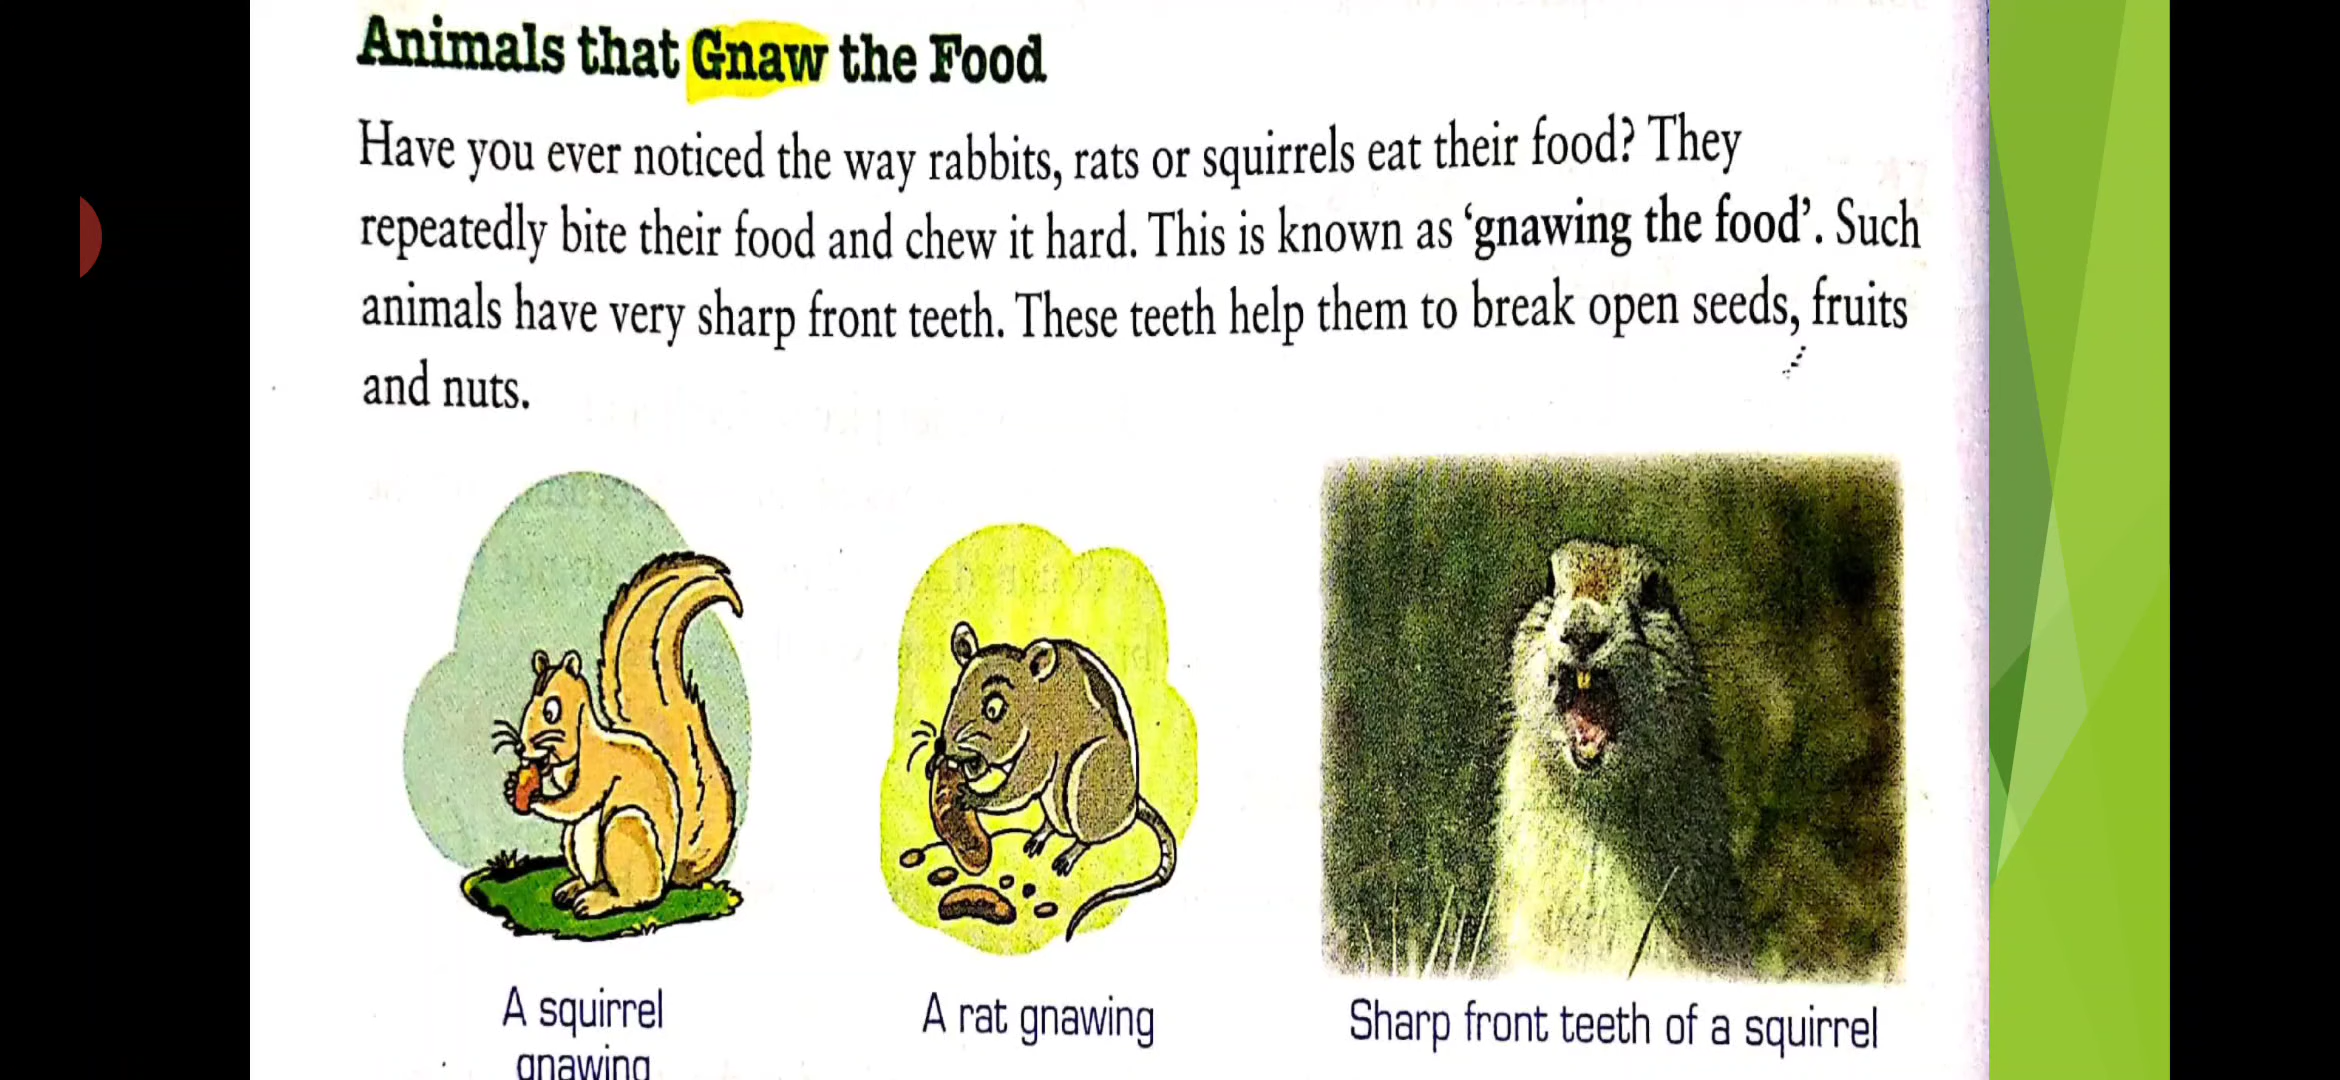 Animals that Gnaw the Food
Have you ever noticed the way rabbits, rats or squirrels eat their food? They
repeatedly bite their food and chew it hard. This is known as ‘gnawing the food’. Such
animals have very sharp front teeth. These teeth help them to break open seeds, fruits
and nuts.
A squirrel
gnawing
A rat gnawing
Sharp front teeth of a squirrel